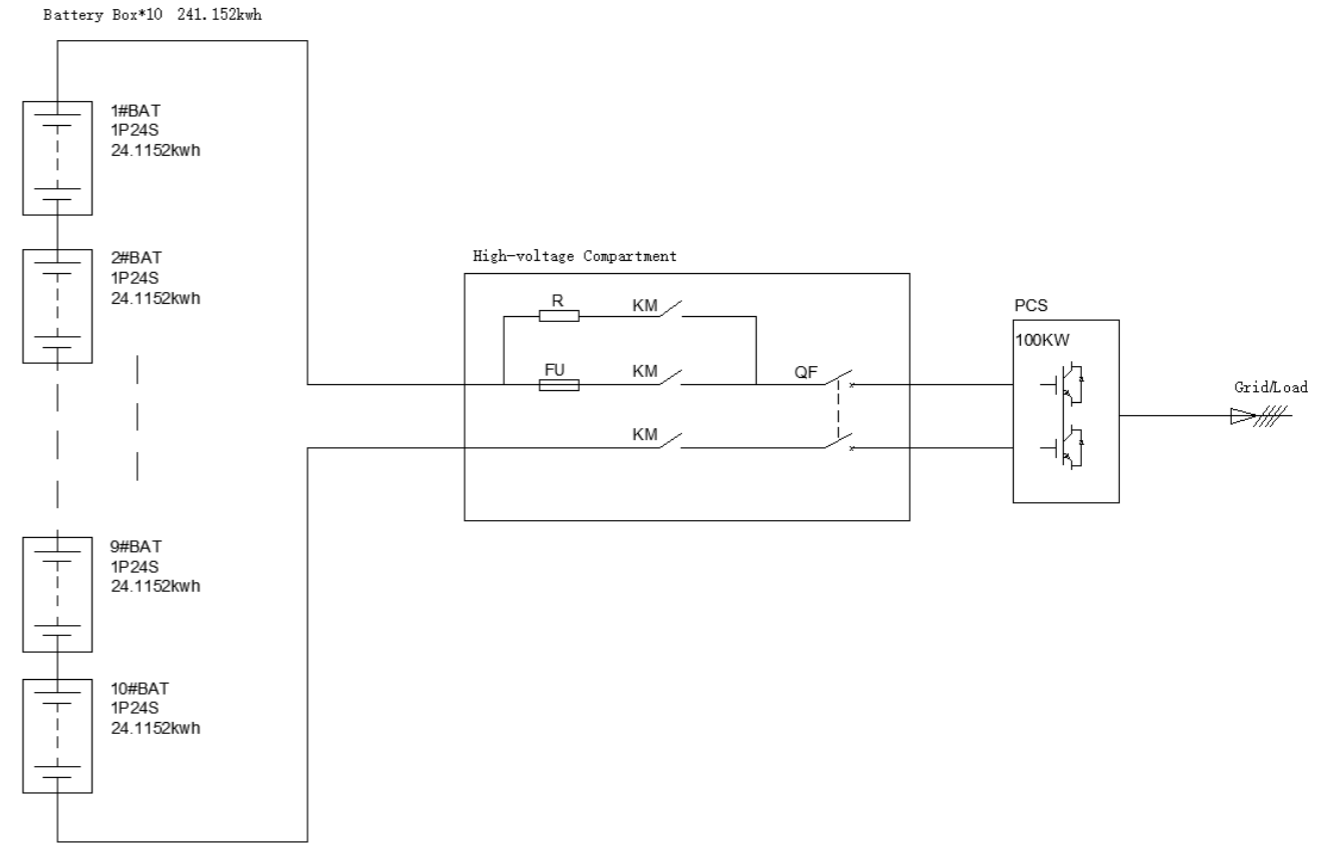 Battery Box*10  241.152kwh
1#BAT
1P24S
24.1152kwh
2#BAT
1P24S
24.1152kwh
9#BAT
1P24S
24.1152kwh
10#BAT
1P24S
24.1152kwh
High-voltage Compartment
R
KM
FU
KM
QF
KM
PCS
100KW
Grid/Load